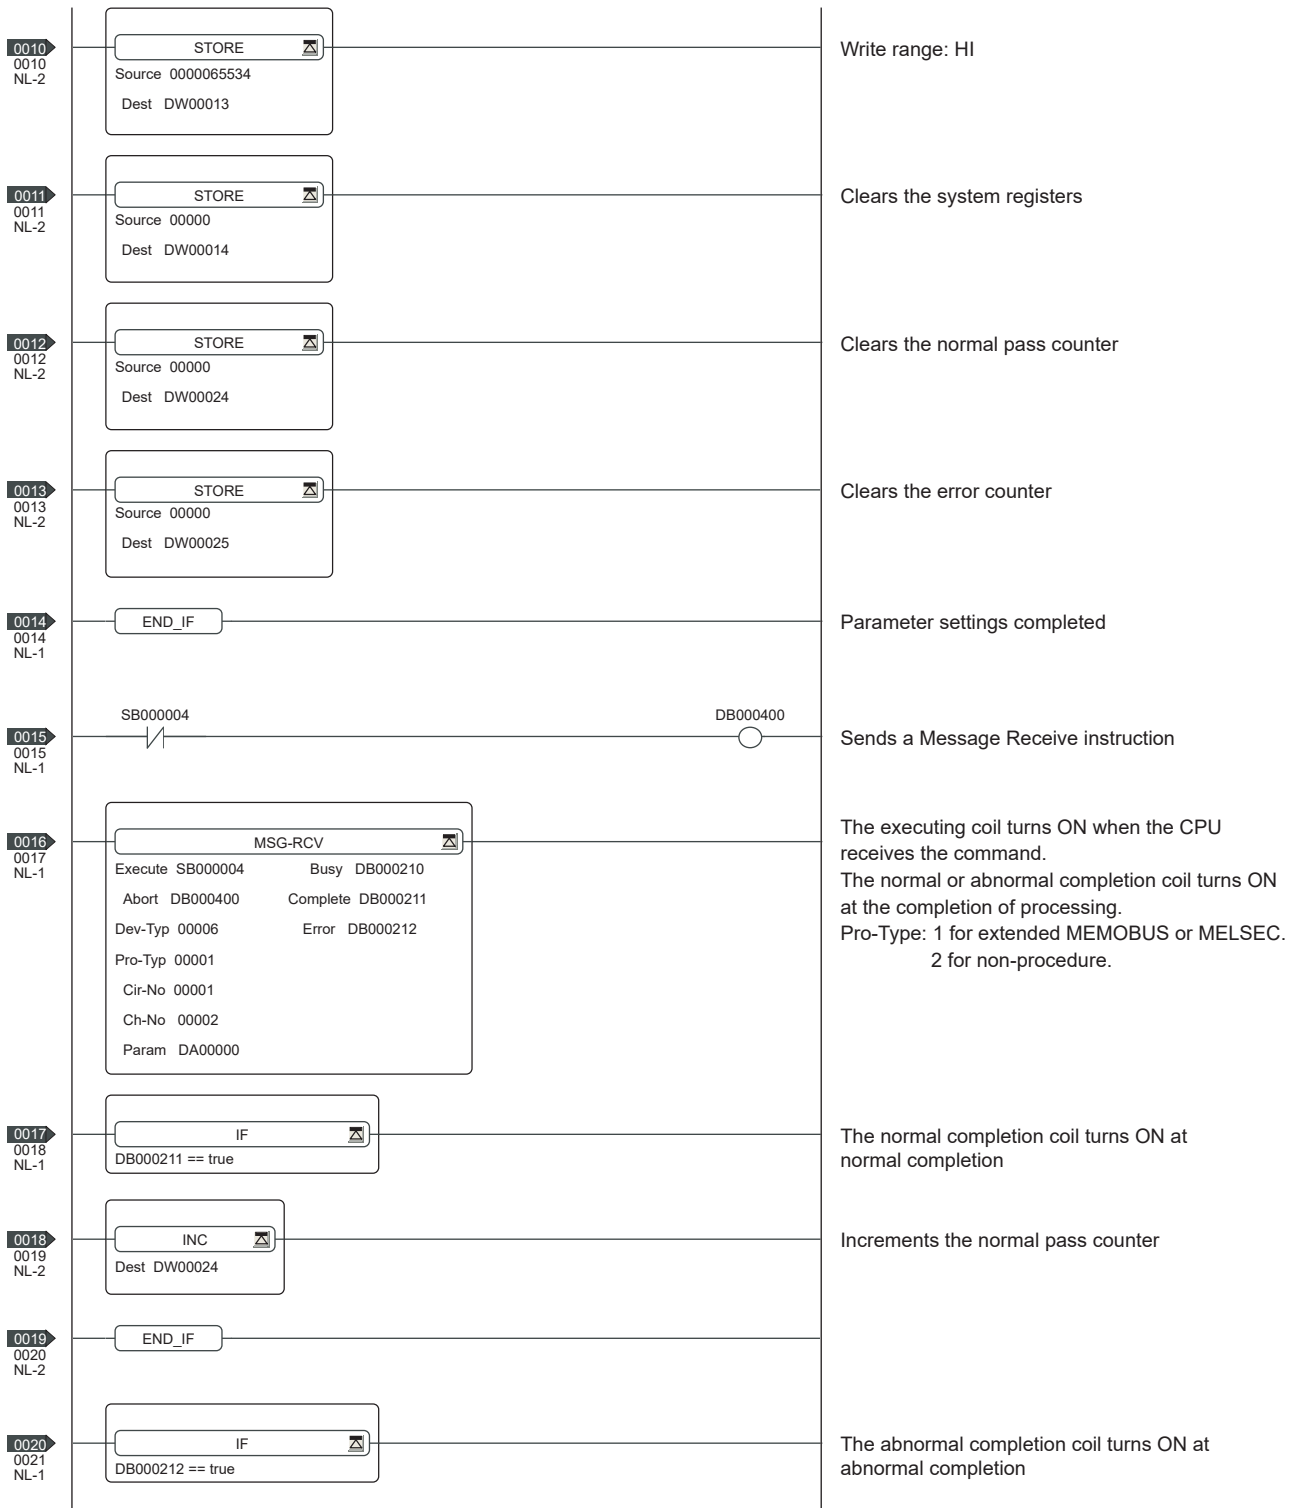 0010
0010
NL-2
STORE
Source 0000065534
Dest DW00013
Write range: HI
0011
0011
NL-2
STORE
Source 00000
Dest DW00014
Clears the system registers
0012
0012
NL-2
STORE
Source 00000
Dest DW00024
Clears the normal pass counter
0013
0013
NL-2
STORE
Source 00000
Dest DW00025
Clears the error counter
0014
0014
NL-1
END_IF
Parameter settings completed
0015
0015
NL-1
SB000004
DB000400
Sends a Message Receive instruction
0016
0017
NL-1
MSG-RCV
Execute SB000004 Busy DB000210
Abort DB000400 Complete DB000211
Dev-Typ 00006 Error DB000212
Pro-Typ 00001
Cir-No 00001
Ch-No 00002
Param DA00000
The executing coil turns ON when the CPU
receives the command.
The normal or abnormal completion coil turns ON
at the completion of processing.
Pro-Type: 1 for extended MEMOBUS or MELSEC.
2 for non-procedure.
0017
0018
NL-1
IF
DB000211 == true
The normal completion coil turns ON at
normal completion
0018
0019
NL-2
INC
Dest DW00024
Increments the normal pass counter
0019
0020
NL-2
END_IF
0020
0021
NL-1
IF
DB000212 == true
The abnormal completion coil turns ON at
abnormal completion